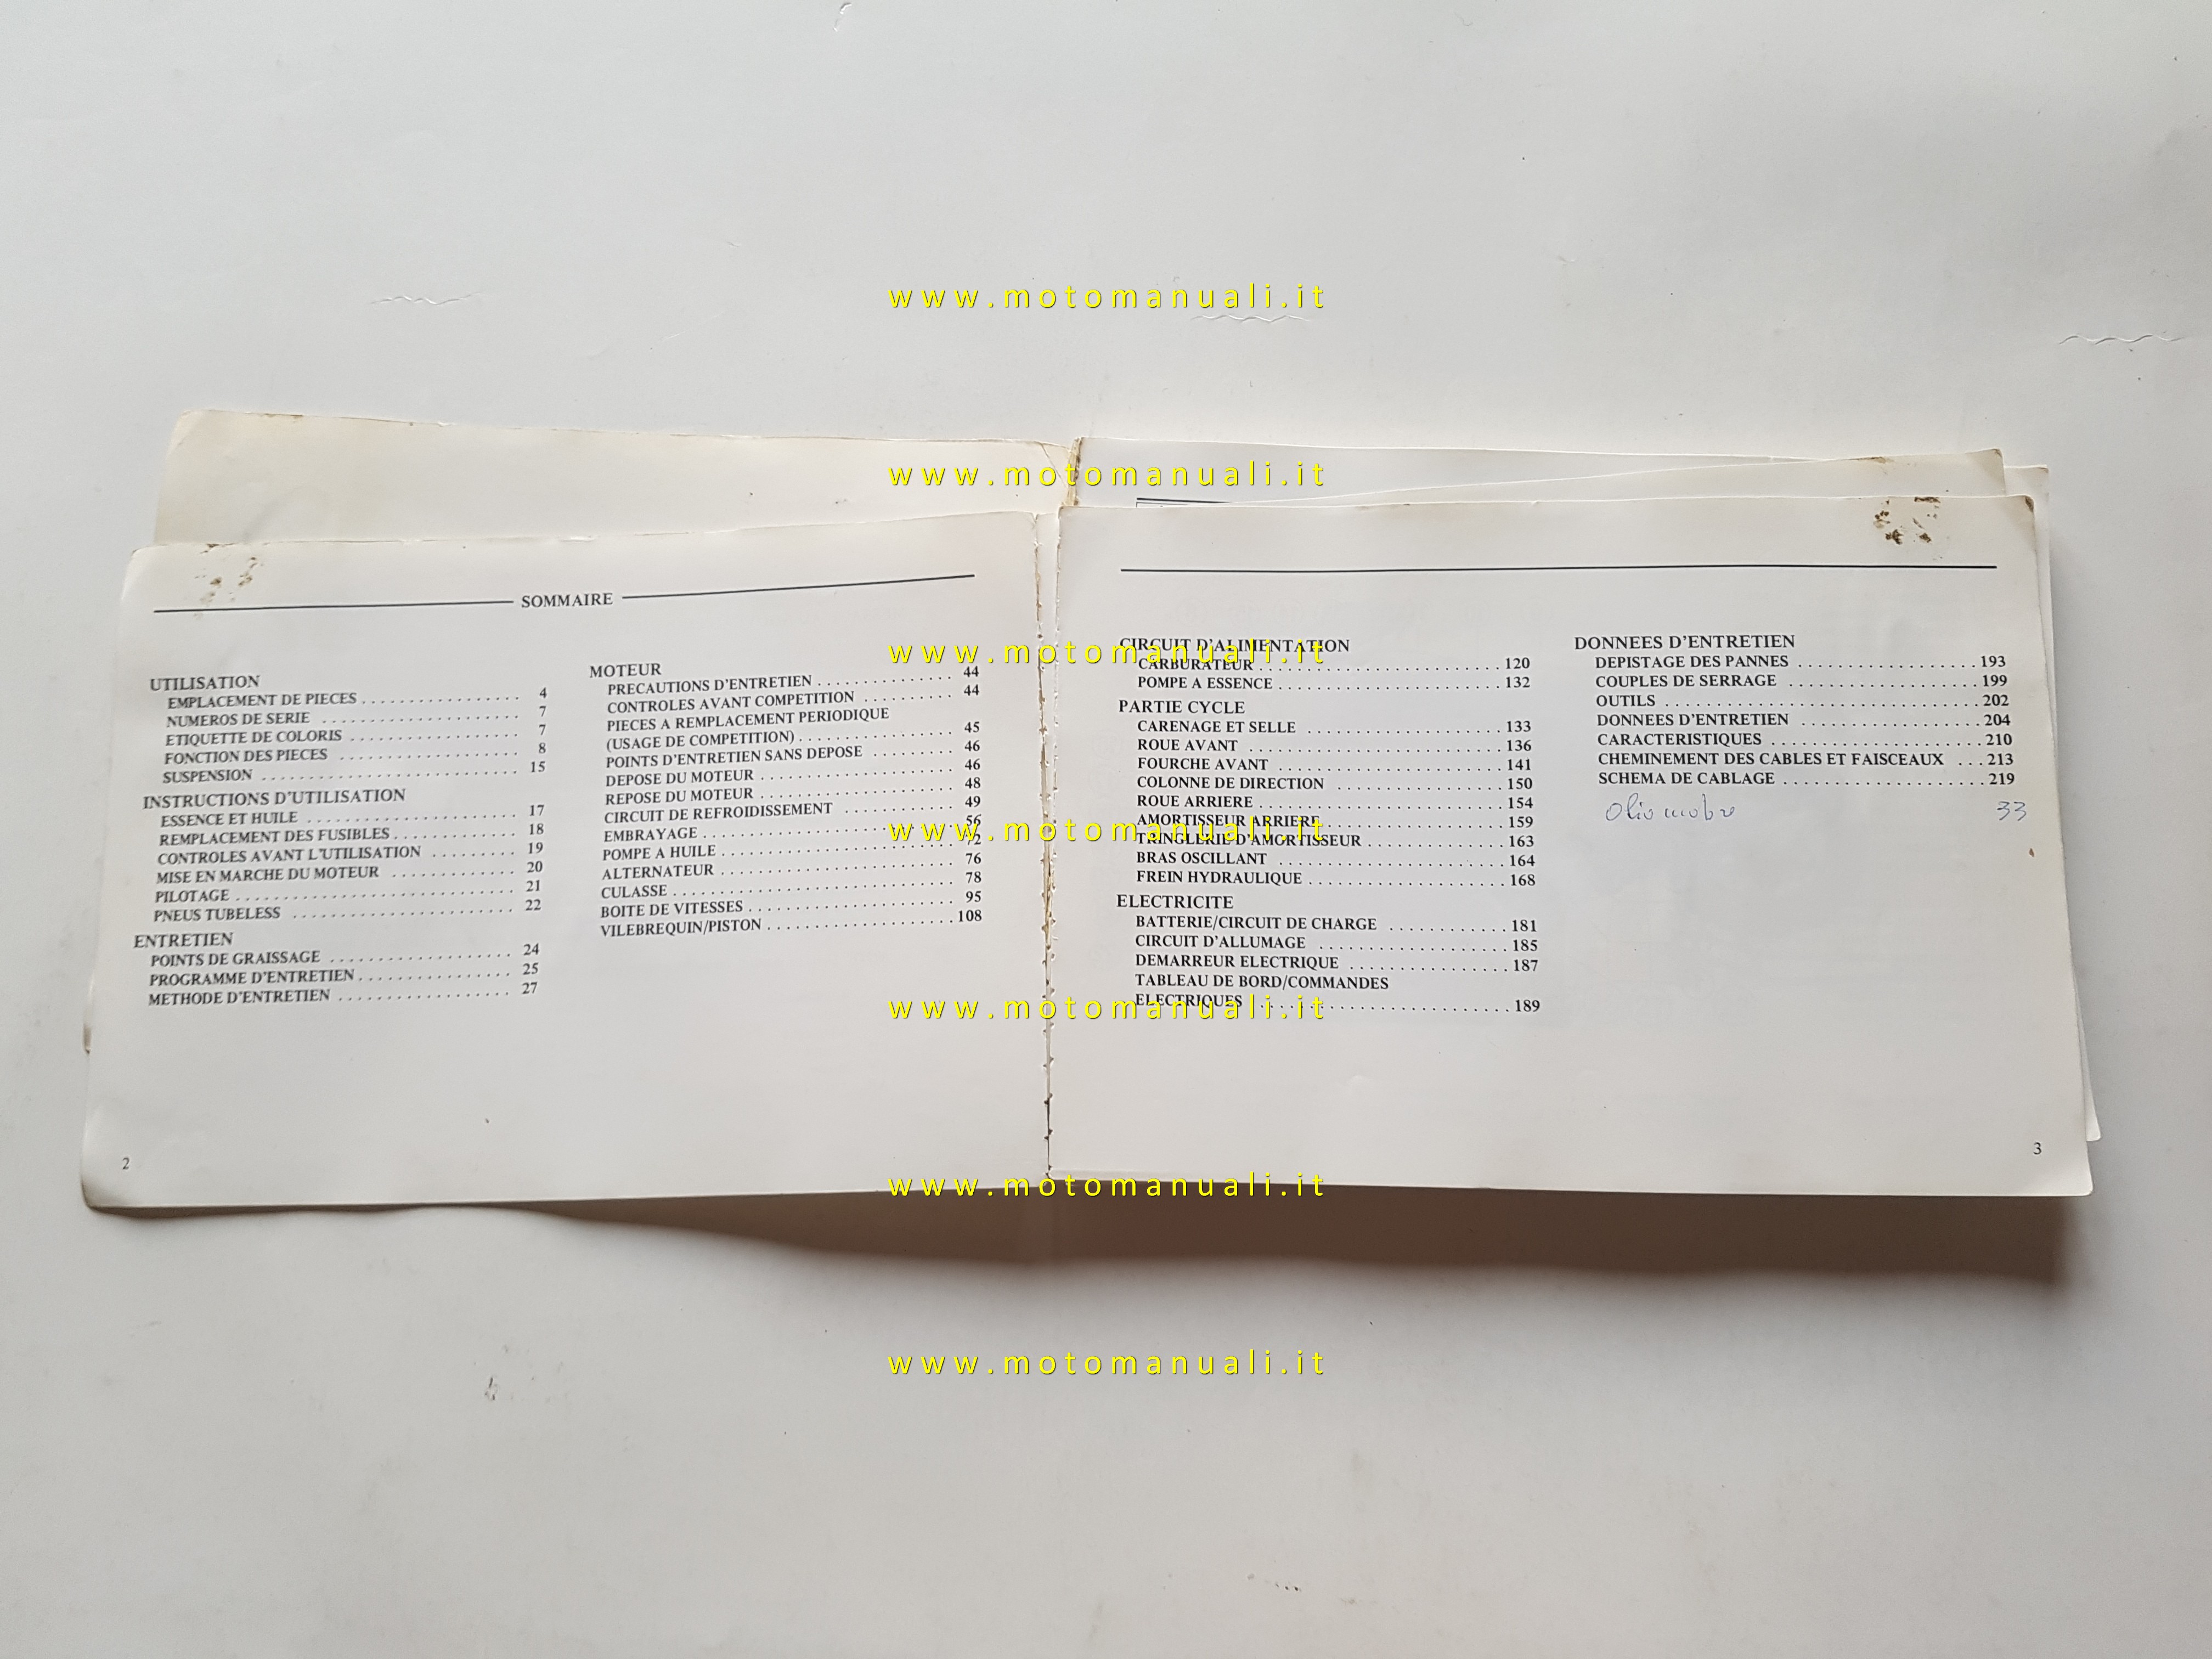 www.motomanuali.it
www.motomanuali.it
SOMMAIRE
UTILISATION
EMPLACEMENT DE PIECES . . . . . . . . . . . . . . . . . 4
NUMEROS DE SERIE . . . . . . . . . . . . . . . . . . . . . 7
ETIQUETTE DE COLORIS . . . . . . . . . . . . . . . . . . 7
FONCTION DES PIECES . . . . . . . . . . . . . . . . . . . 8
SUSPENSION . . . . . . . . . . . . . . . . . . . . . . . . . . . 15
INSTRUCTIONS D'UTILISATION
ESSENCE ET HUILE . . . . . . . . . . . . . . . . . . . . . . 17
REMPLACEMENT DES FUSIBLES . . . . . . . . . . . . . 18
CONTROLES AVANT L'UTILISATION . . . . . . . . . 19
MISE EN MARCHE DU MOTEUR . . . . . . . . . . . . . 20
PILOTAGE . . . . . . . . . . . . . . . . . . . . . . . . . . . . . 21
PNEUS TUBELESS . . . . . . . . . . . . . . . . . . . . . . . 22
ENTRETIEN
POINTS DE GRAISSAGE . . . . . . . . . . . . . . . . . . . 24
PROGRAMME D'ENTRETIEN . . . . . . . . . . . . . . . . 25
METHODE D'ENTRETIEN . . . . . . . . . . . . . . . . . . 27
MOTEUR
PRECAUTIONS D'ENTRETIEN . . . . . . . . . . . . . . 44
CONTROLES AVANT COMPETITION . . . . . . . . . 44
PIECES A REMPLACEMENT PERIODIQUE
(USAGE DE COMPETITION) . . . . . . . . . . . . . . . . 45
POINTS D'ENTRETIEN SANS DEPOSE . . . . . . . . . 46
DEPOSE DU MOTEUR . . . . . . . . . . . . . . . . . . . . 46
REPOSE DU MOTEUR . . . . . . . . . . . . . . . . . . . . 48
CIRCUIT DE REFROIDISSEMENT . . . . . . . . . . . . 49
EMBRAYAGE . . . . . . . . . . . . . . . . . . . . . . . . . . 56
POMPE A HUILE . . . . . . . . . . . . . . . . . . . . . . . . 72
ALTERNATEUR . . . . . . . . . . . . . . . . . . . . . . . . 76
CULASSE . . . . . . . . . . . . . . . . . . . . . . . . . . . . . 78
BOITE DE VITESSES . . . . . . . . . . . . . . . . . . . . . 95
VILEBREQUIN/PISTON . . . . . . . . . . . . . . . . . . . 108
2
CIRCUIT D'ALIMENTATION
www.motomanuali.it
CARBURATEUR . . . . . . . . . . . . . . . . . . . . . . . . 120
POMPE A ESSENCE . . . . . . . . . . . . . . . . . . . . . . . 132
PARTIE CYCLE
CARENAGE ET SELLE . . . . . . . . . . . . . . . . . . . . 133
ROUE AVANT . . . . . . . . . . . . . . . . . . . . . . . . . . 136
FOURCHE AVANT . . . . . . . . . . . . . . . . . . . . . . . 141
COLONNE DE DIRECTION . . . . . . . . . . . . . . . . . 150
ROUE ARRIERE . . . . . . . . . . . . . . . . . . . . . . . . . 154
AMORTISSEUR ARRIERE . . . . . . . . . . . . . . . . . . 159
www.motomanuali.it
TRINGLERIE D'AMORTISSEUR . . . . . . . . . . . . . . 163
BRAS OSCILLANT . . . . . . . . . . . . . . . . . . . . . . . 164
FREIN HYDRAULIQUE . . . . . . . . . . . . . . . . . . . . 168
ELECTRICITE
BATTERIE/CIRCUIT DE CHARGE . . . . . . . . . . . . 181
CIRCUIT D'ALLUMAGE . . . . . . . . . . . . . . . . . . . 185
DEMARREUR ELECTRIQUE . . . . . . . . . . . . . . . . . 187
TABLEAU DE BORD/COMMANDES
ELECTRIQUES . . . . . . . . . . . . . . . . . . . . . . . . . . 189
www.motomanuali.it
DONNEES D'ENTRETIEN
DEPISTAGE DES PANNES . . . . . . . . . . . . . . . . . . 193
COUPLES DE SERRAGE . . . . . . . . . . . . . . . . . . . 199
OUTILS . . . . . . . . . . . . . . . . . . . . . . . . . . . . . . . . 202
DONNEES D'ENTRETIEN . . . . . . . . . . . . . . . . . . 204
CARACTERISTIQUES . . . . . . . . . . . . . . . . . . . . . 210
CHEMINEMENT DES CABLES ET FAISCEAUX . . . 213
SCHEMA DE CABLAGE . . . . . . . . . . . . . . . . . . . . 219
Olio 33
3
www.motomanuali.it
www.motomanuali.it